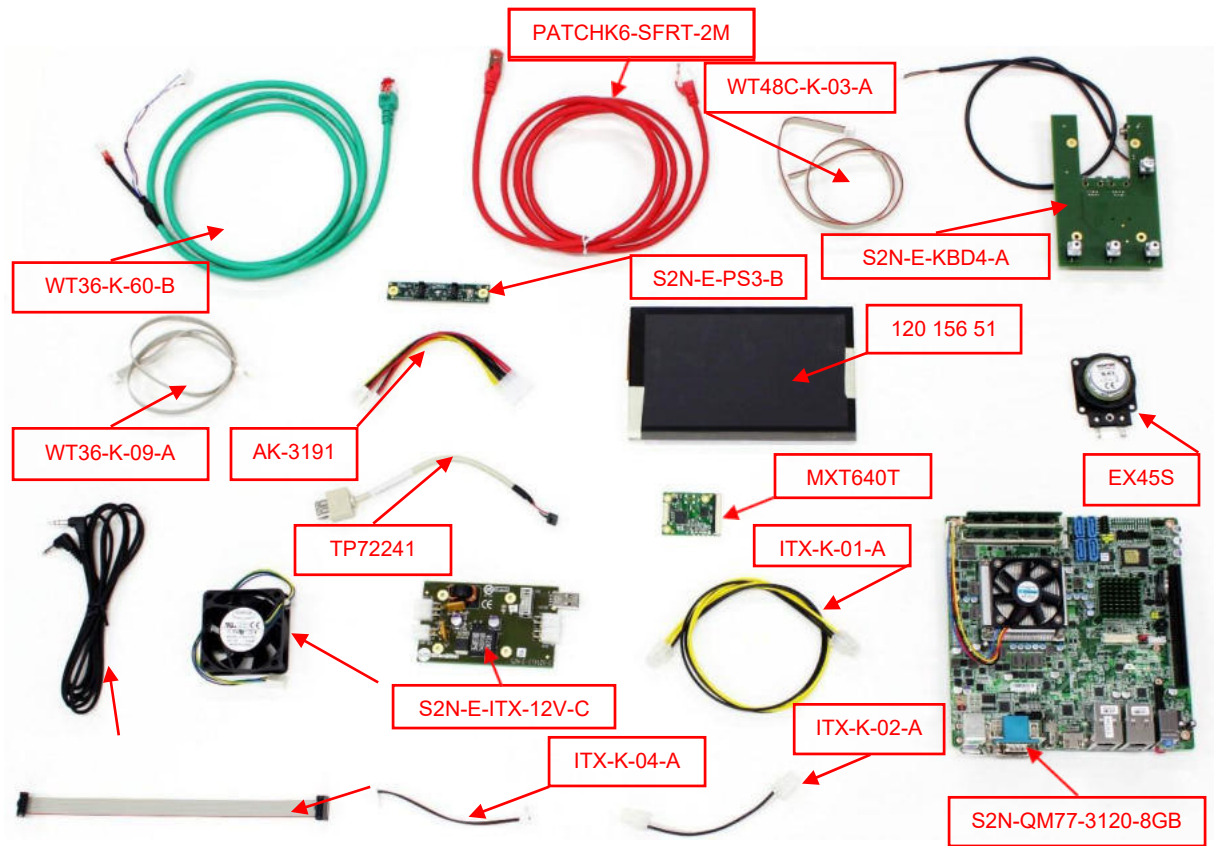 PATCHK6-SFRT-2M
WT48C-K-03-A
S2N-E-KBD4-A
WT36-K-60-B
S2N-E-PS3-B
120 156 51
WT36-K-09-A
AK-3191
EX45S
MXT640T
TP72241
ITX-K-01-A
S2N-E-ITX-12V-C
ITX-K-02-A
ITX-K-04-A
S2N-QM77-3120-8GB